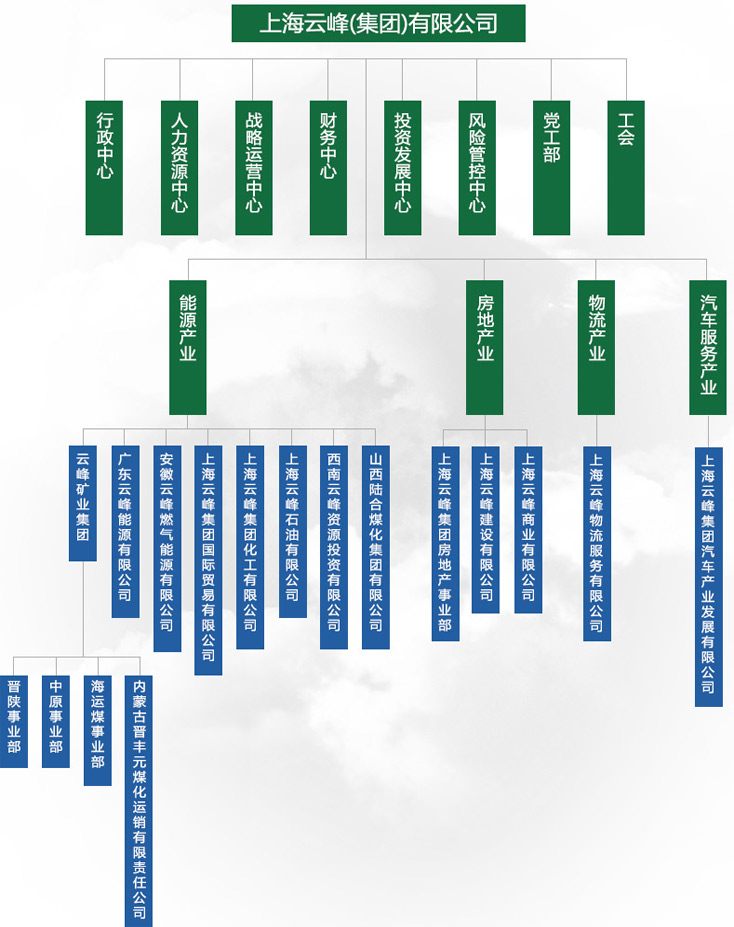 上海云峰(集团)有限公司
行政中心
人力资源中心
战略运营中心
财务中心
投资发展中心
风险管控中心
党工部
工会
能源产业
房地产业
物流产业
汽车服务产业
云峰矿业集团
广东云峰能源有限公司
安徽云峰燃气能源有限公司
上海云峰集团国际贸易有限公司
上海云峰集团化工有限公司
上海云峰石油有限公司
西南云峰资源投资有限公司
山西陆合煤化集团有限公司
上海云峰集团房地产事业部
上海云峰建设有限公司
上海云峰商业有限公司
上海云峰物流服务有限公司
上海云峰集团汽车产业发展有限公司
晋陕事业部
中原事业部
海运煤事业部
内蒙古晋丰元煤化运销有限责任公司